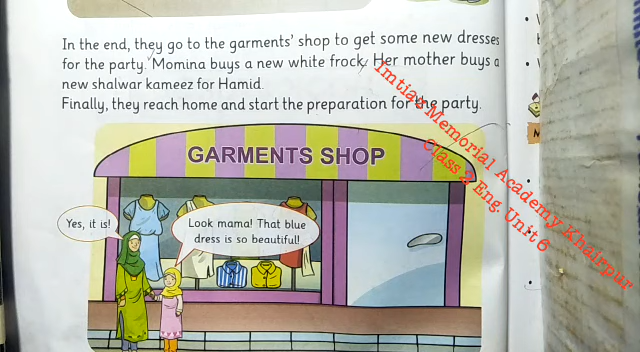 In the end, they go to the garments' shop to get some new dresses
for the party. Momina buys a new white frock. Her mother buys a
new shalwar kameez for Hamid.
Finally, they reach home and start the preparation for the party.
GARMENTS SHOP
Yes, it is!
Look mama! That blue
dress is so beautiful!
Imtiaz Memorial Academy Khairpur
Class 2 Eng. Unit 6